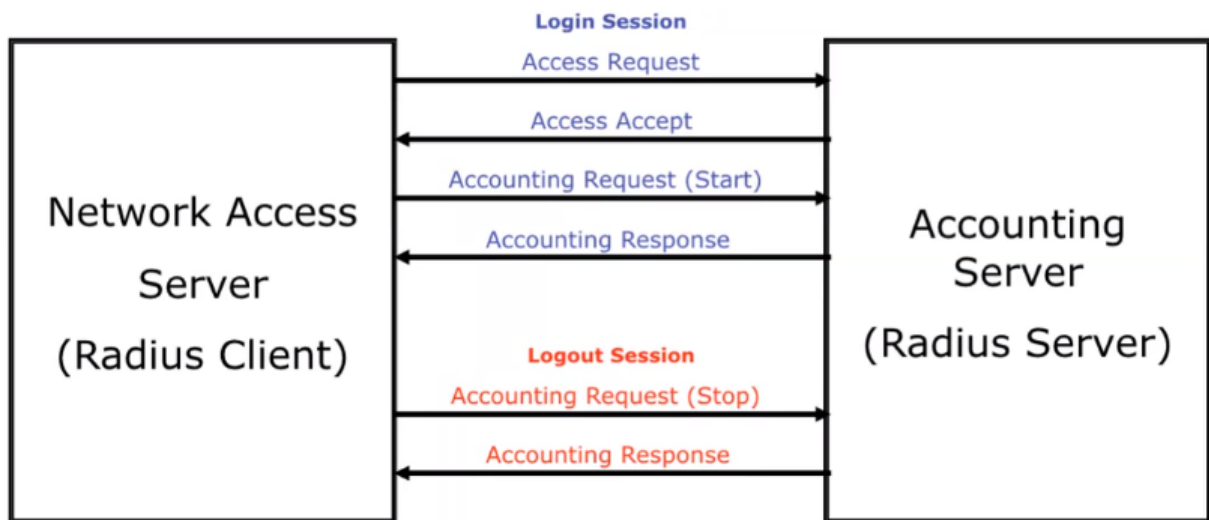 Login Session
Access Request
Access Accept
Accounting Request (Start)
Accounting Response
Network Access
Server
(Radius Client)
Accounting
Server
(Radius Server)
Logout Session
Accounting Request (Stop)
Accounting Response